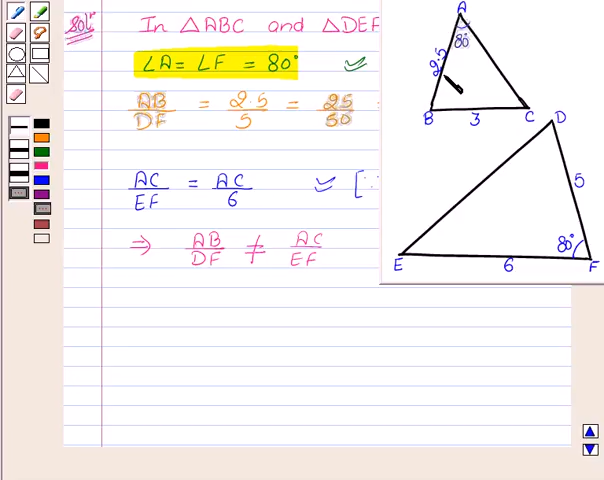 Solⁿ In △ABC and △DEF
∠A = ∠F = 80°
AB/DF = 2.5/5 = 25/50 =
AC/EF = AC/6 [∵
⇒ AB/DF ≠ AC/EF
A
80°
2.5
B 3 C
D
5
80°
E 6 F